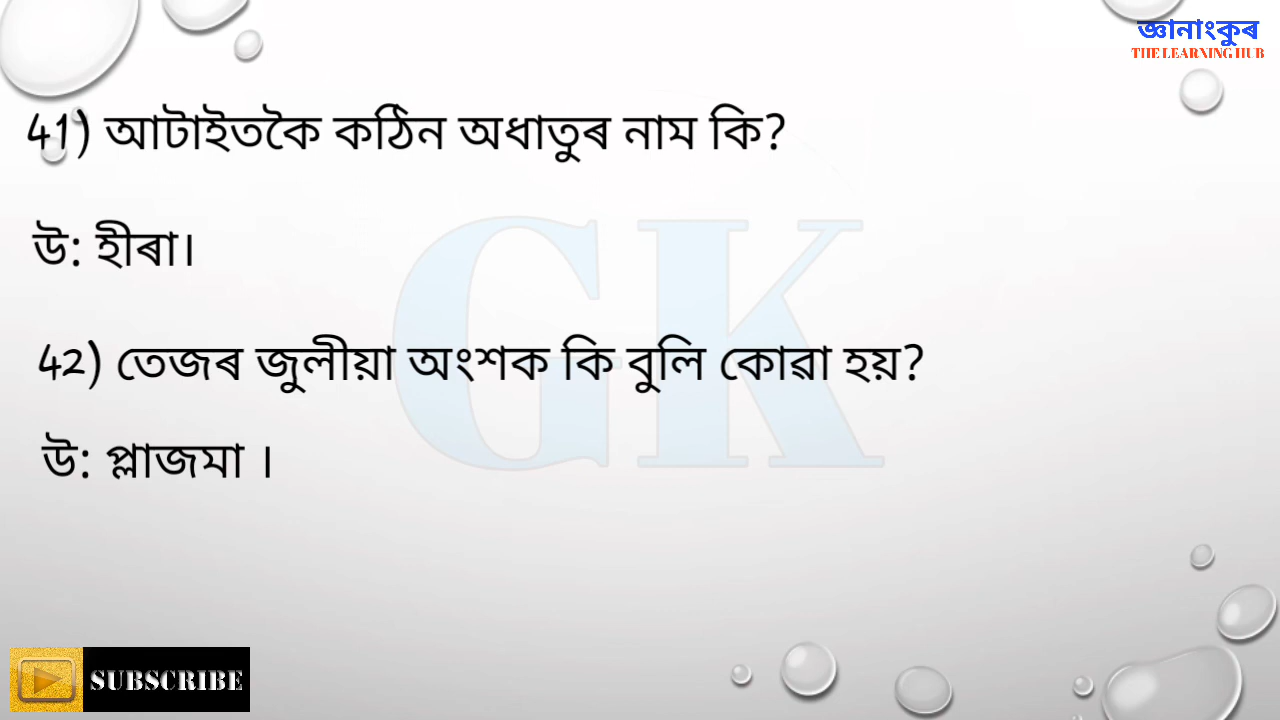 জ্ঞানাংকুৰ
THE LEARNING HUB
41) আটাইতকৈ কঠিন অধাতুৰ নাম কি?
উ: হীৰা।
GK
42) তেজৰ জুলীয়া অংশক কি বুলি কোৱা হয়?
উ: প্লাজমা ।
SUBSCRIBE